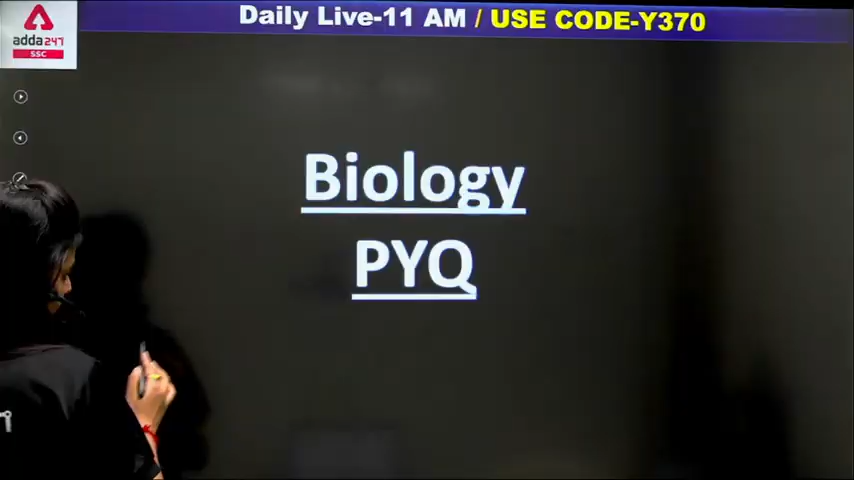 Daily Live-11 AM / USE CODE-Y370
adda247
SSC
Biology
PYQ